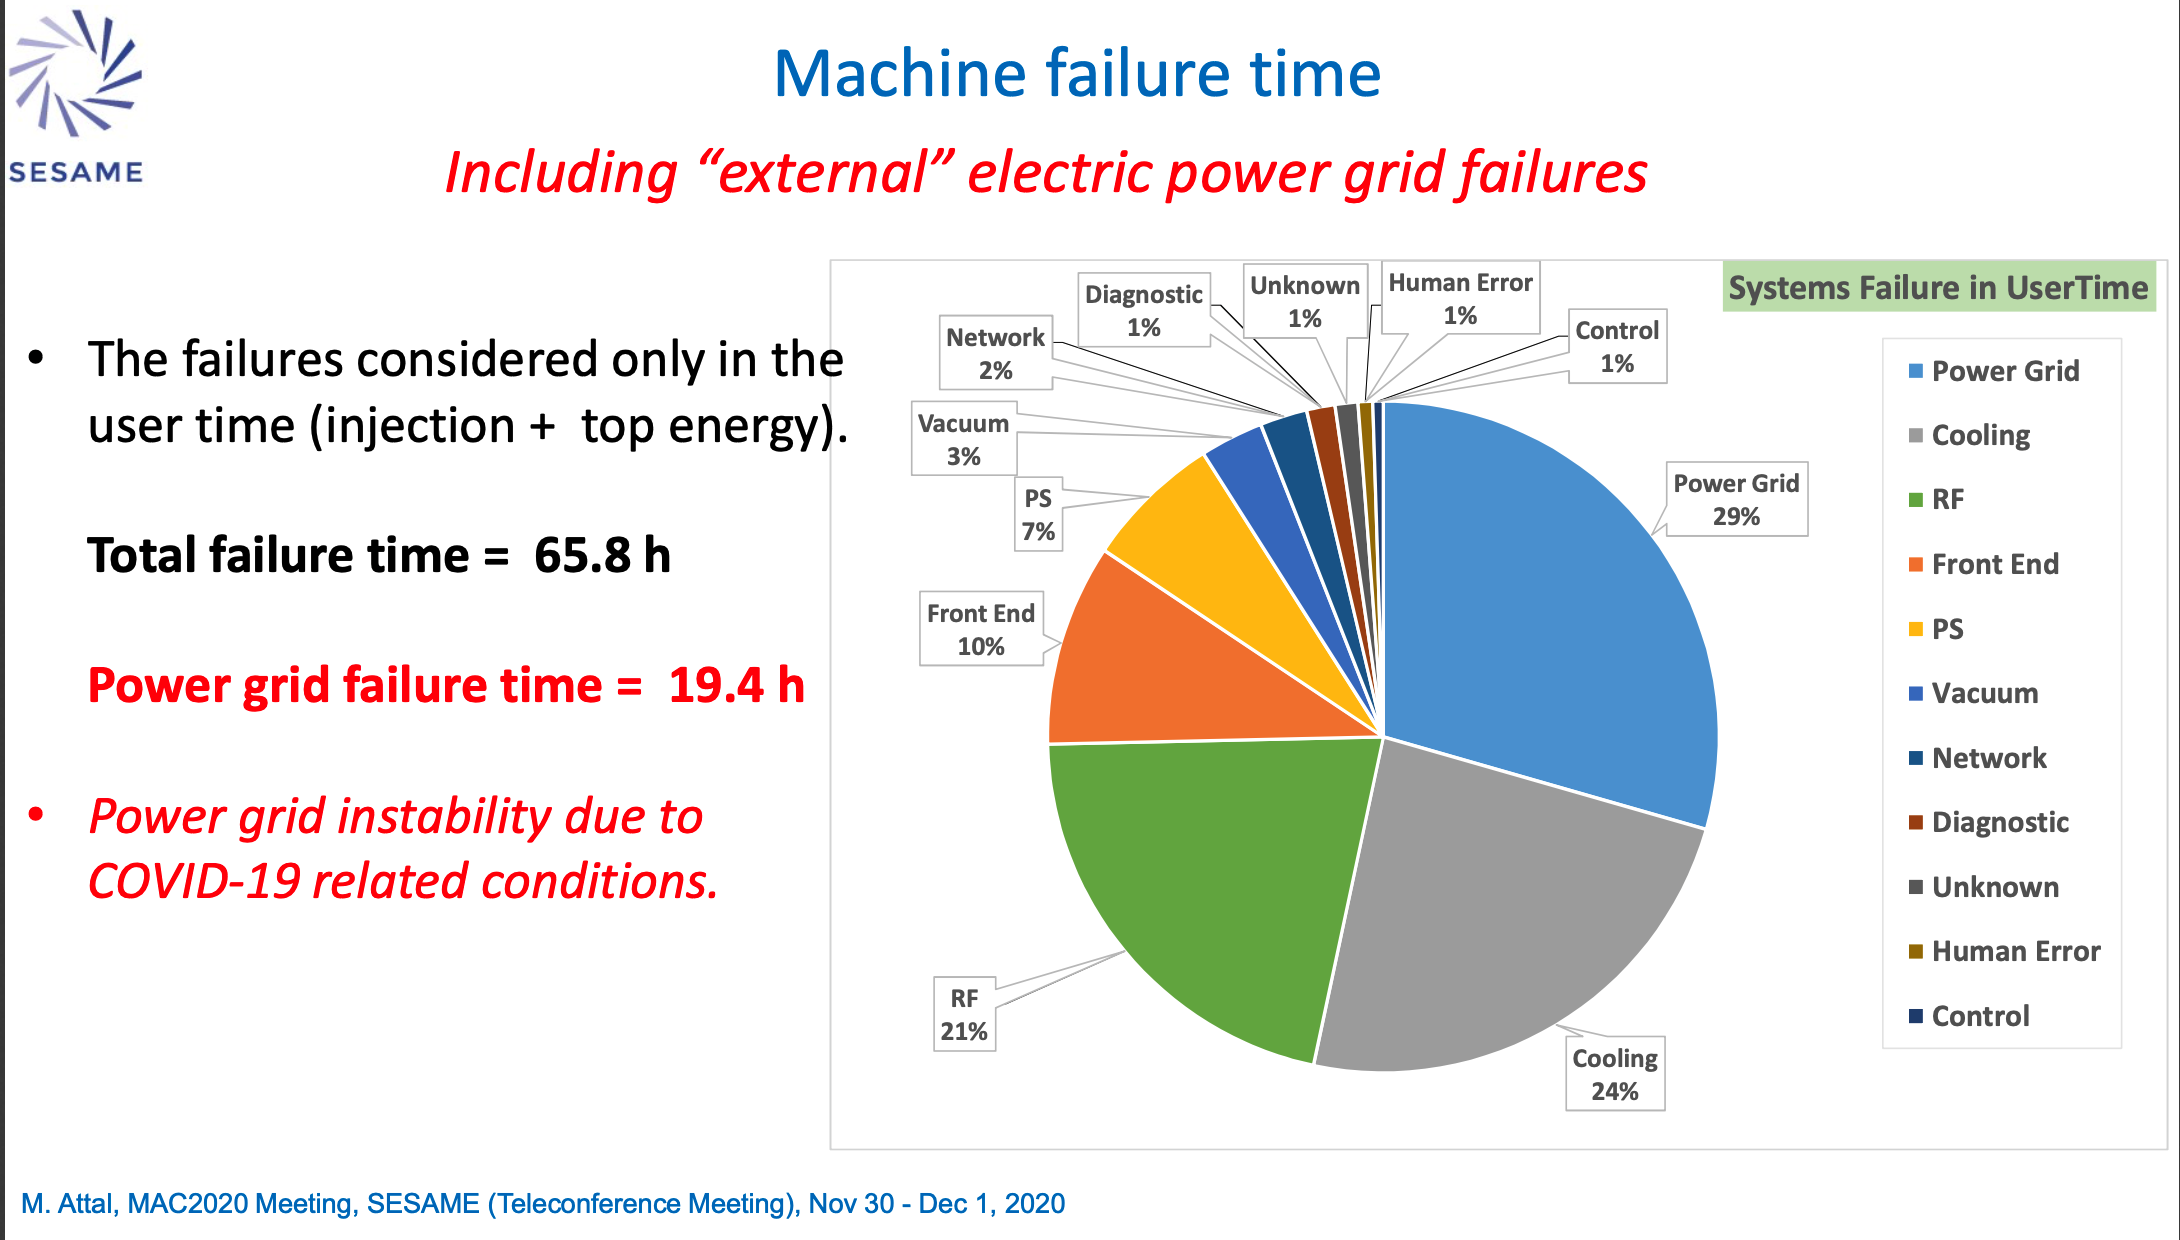 SESAME
Machine failure time
Including “external” electric power grid failures
• The failures considered only in the
user time (injection + top energy).
Total failure time = 65.8 h
Power grid failure time = 19.4 h
• Power grid instability due to
COVID-19 related conditions.
Systems Failure in UserTime
Diagnostic
1%
Unknown
1%
Human Error
1%
Control
1%
Network
2%
Vacuum
3%
PS
7%
Front End
10%
RF
21%
Cooling
24%
Power Grid
29%
Power Grid
Cooling
RF
Front End
PS
Vacuum
Network
Diagnostic
Unknown
Human Error
Control
M. Attal, MAC2020 Meeting, SESAME (Teleconference Meeting), Nov 30 - Dec 1, 2020